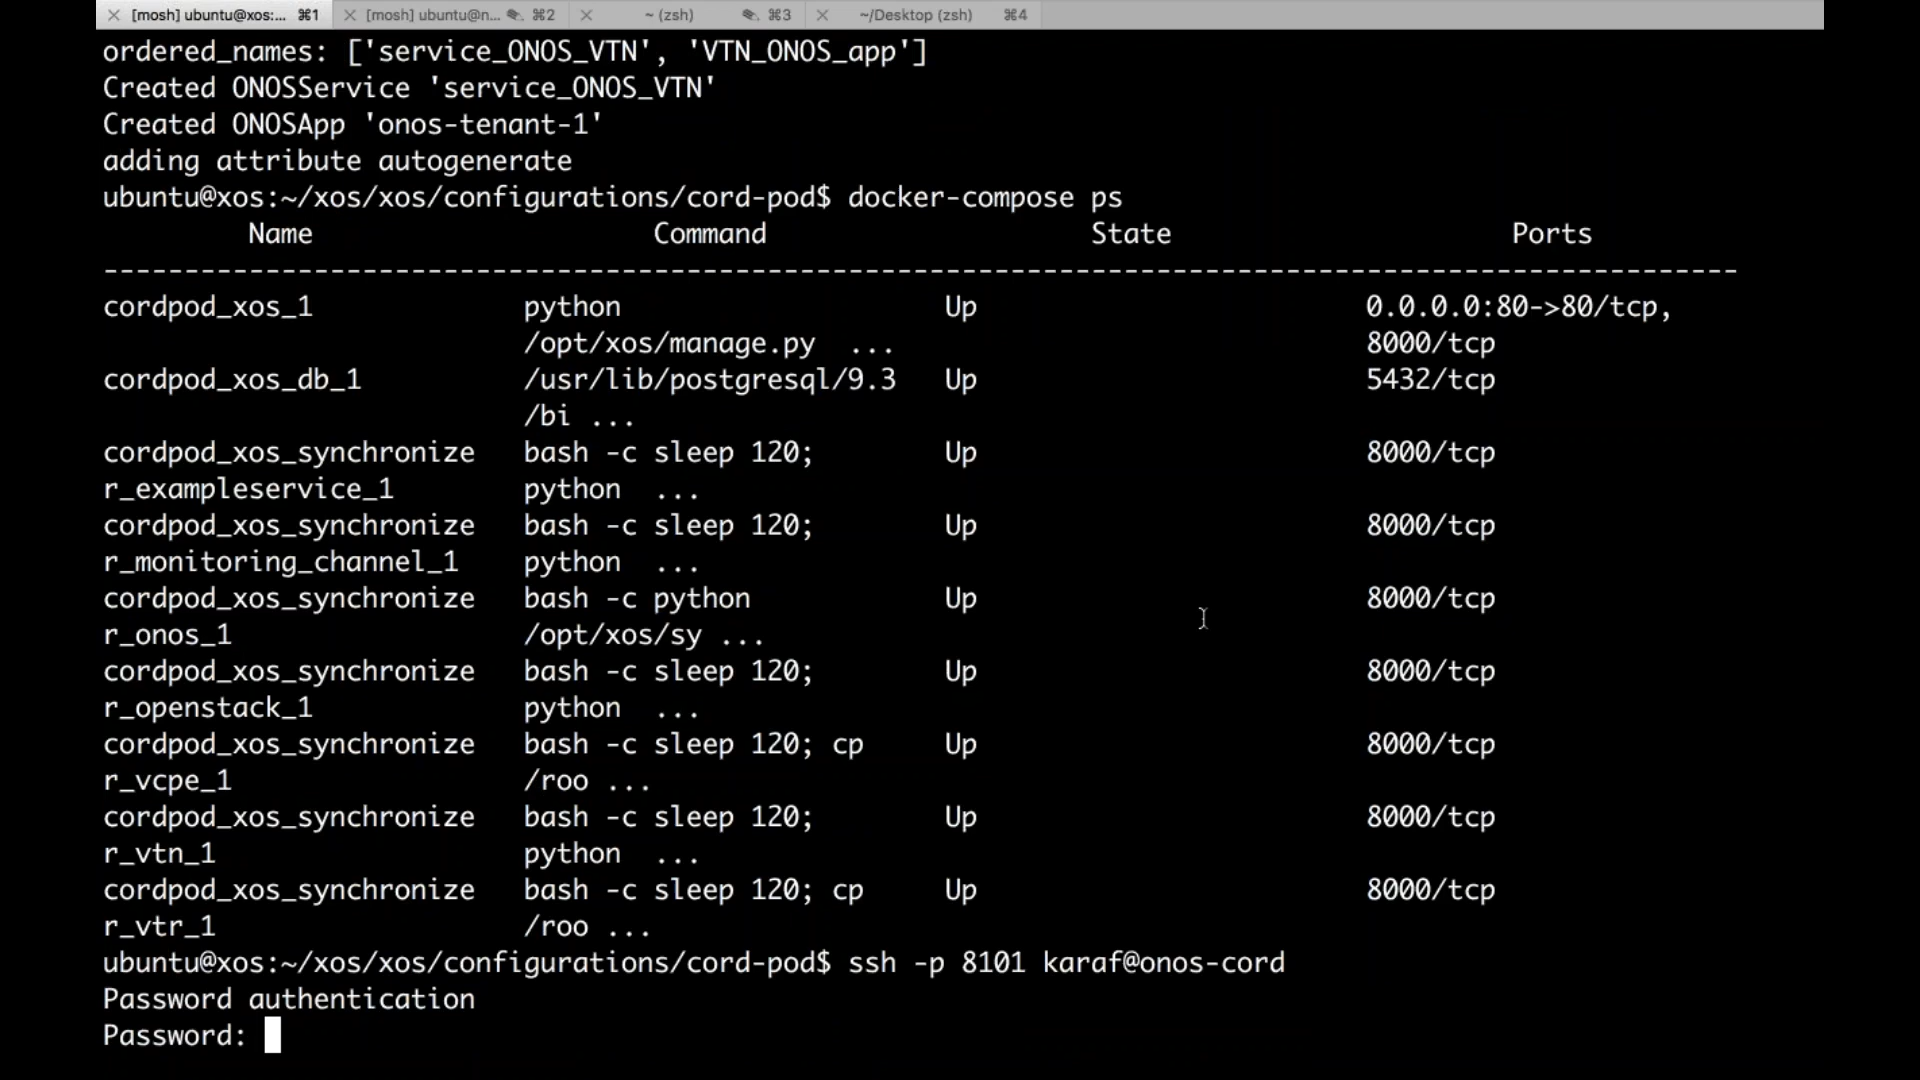 [mosh] ubuntu@xos:... ⌘1 [mosh] ubuntu@n... ⌘2 ~ (zsh) ⌘3 ~/Desktop (zsh) ⌘4
ordered_names: ['service_ONOS_VTN', 'VTN_ONOS_app']
Created ONOSService 'service_ONOS_VTN'
Created ONOSApp 'onos-tenant-1'
adding attribute autogenerate
ubuntu@xos:~/xos/xos/configurations/cord-pod$ docker-compose ps
Name Command State Ports
------------------------------------------------------------------------------------------------------
cordpod_xos_1 python Up 0.0.0.0:80->80/tcp,
/opt/xos/manage.py ... 8000/tcp
cordpod_xos_db_1 /usr/lib/postgresql/9.3 Up 5432/tcp
/bi ...
cordpod_xos_synchronize bash -c sleep 120; Up 8000/tcp
r_exampleservice_1 python ...
cordpod_xos_synchronize bash -c sleep 120; Up 8000/tcp
r_monitoring_channel_1 python ...
cordpod_xos_synchronize bash -c python Up 8000/tcp
r_onos_1 /opt/xos/sy ...
cordpod_xos_synchronize bash -c sleep 120; Up 8000/tcp
r_openstack_1 python ...
cordpod_xos_synchronize bash -c sleep 120; cp Up 8000/tcp
r_vcpe_1 /roo ...
cordpod_xos_synchronize bash -c sleep 120; Up 8000/tcp
r_vtn_1 python ...
cordpod_xos_synchronize bash -c sleep 120; cp Up 8000/tcp
r_vtr_1 /roo ...
ubuntu@xos:~/xos/xos/configurations/cord-pod$ ssh -p 8101 karaf@onos-cord
Password authentication
Password: